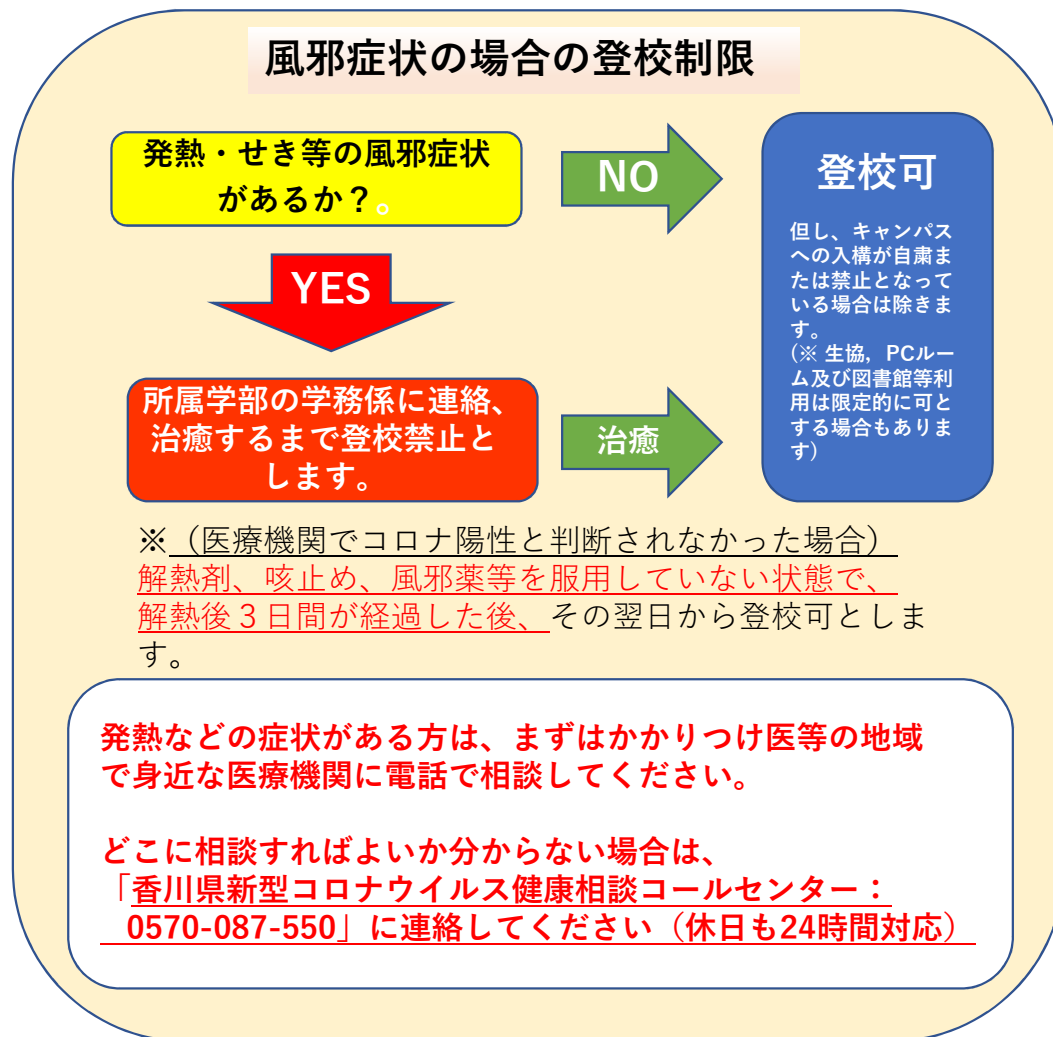 風邪症状の場合の登校制限
発熱・せき等の風邪症状
があるか？。
NO
登校可
但し、キャンパス
への入構が自粛ま
たは禁止となって
いる場合は除きま
す。
(※ 生協，PCルー
ム及び図書館等利
用は限定的に可と
する場合もありま
す）
YES
所属学部の学務係に連絡、
治癒するまで登校禁止と
します。
治癒
※（医療機関でコロナ陽性と判断されなかった場合）
解熱剤、咳止め、風邪薬等を服用していない状態で、
解熱後３日間が経過した後、その翌日から登校可としま
す。
発熱などの症状がある方は、まずはかかりつけ医等の地域
で身近な医療機関に電話で相談してください。
どこに相談すればよいか分からない場合は、
「香川県新型コロナウイルス健康相談コールセンター：
0570-087-550」に連絡してください（休日も24時間対応）